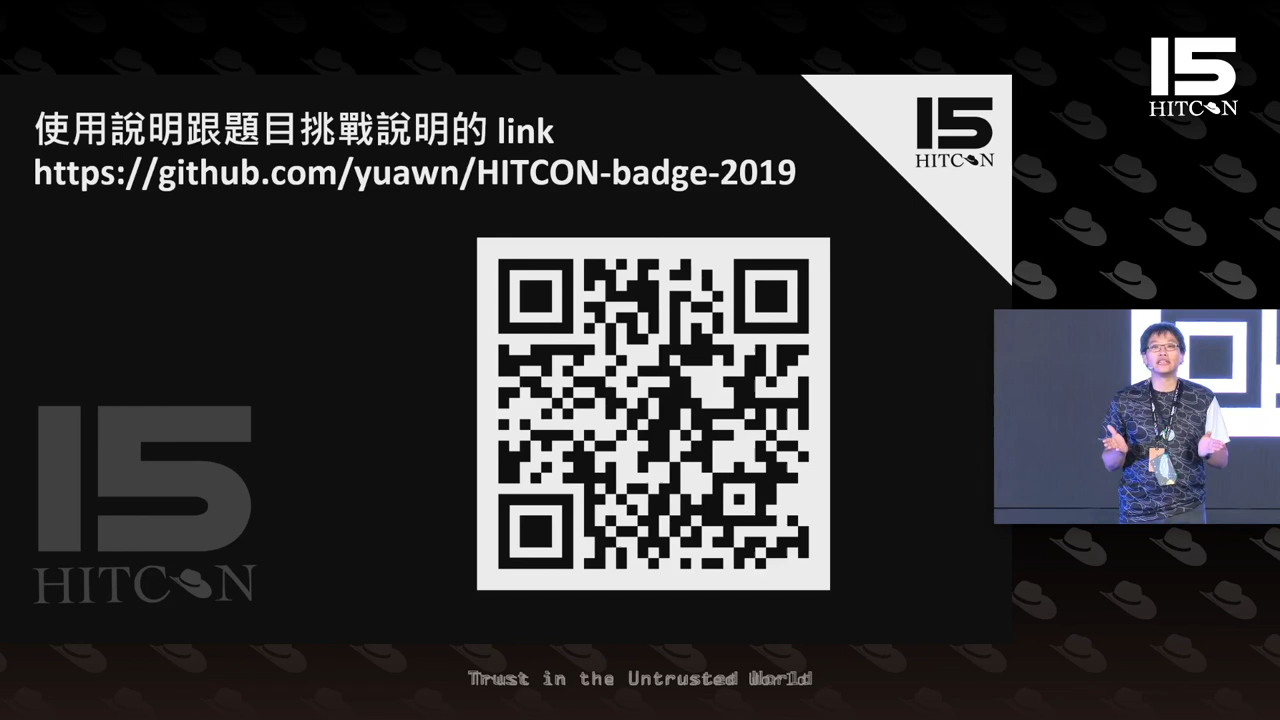 15
HITCON
使用說明跟題目挑戰說明的 link
https://github.com/yuawn/HITCON-badge-2019
15
HITCON
15
HITCON
Trust in the Untrusted World